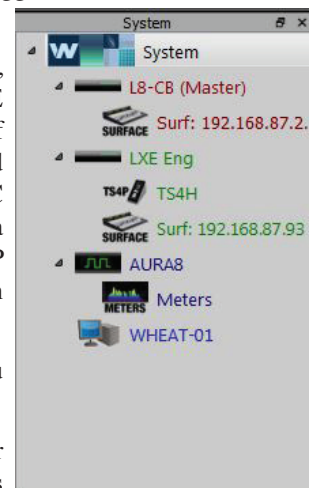 System
W System
L8-CB (Master)
SURFACE Surf: 192.168.87.2.
LXE Eng
TS4P TS4H
SURFACE Surf: 192.168.87.93
AURA8
METERS Meters
WHEAT-01